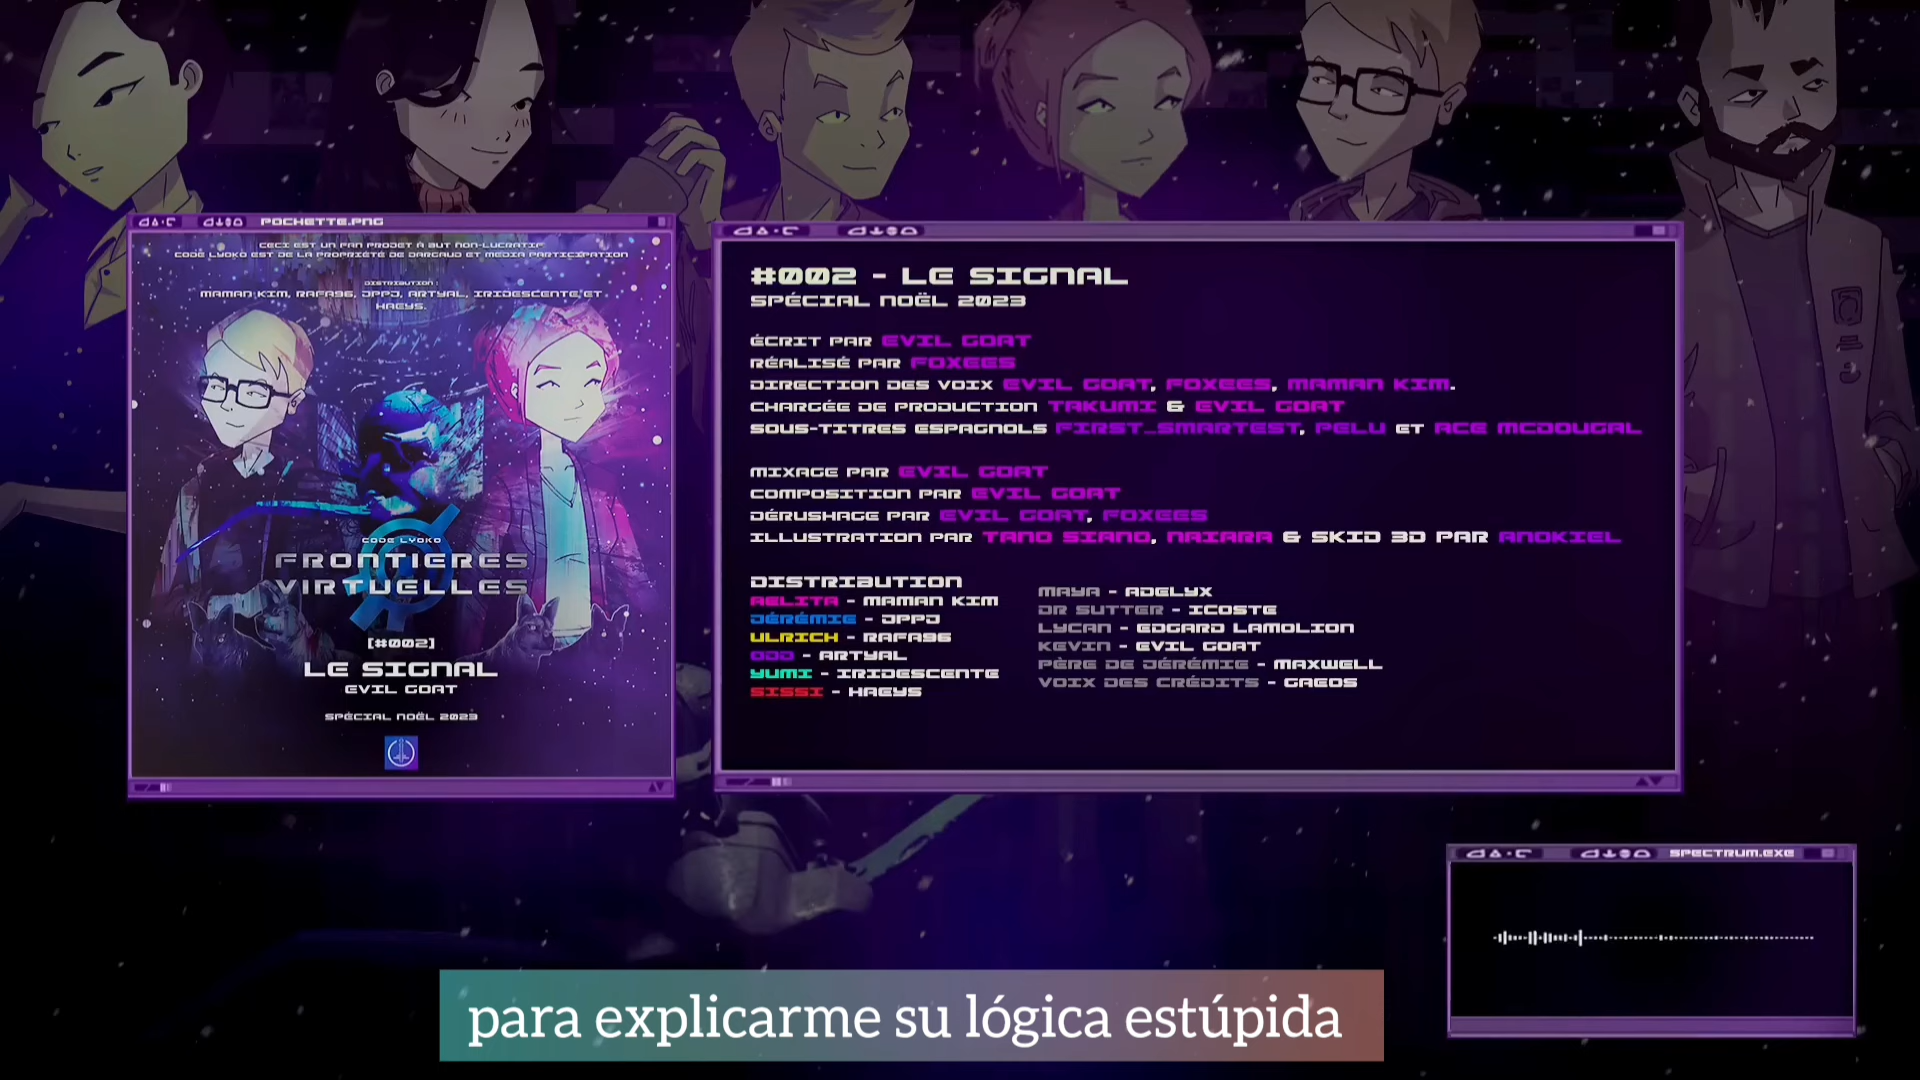 POCHETTE.PNG
CECI EST UN FAN PROJET À BUT NON-LUCRATIF
CODE LYOKO EST DE LA PROPRIÉTÉ DE DARGAUD ET MEDIA PARTICIPATION
DISTRIBUTION :
MAMAN KIM, RAFA96, JPPJ, ARTYAL, IRIDESCENTE ET
HAEYS.
CODE LYOKO
FRONTIERES
VIRTUELLES
[#002]
LE SIGNAL
EVIL GOAT
SPÉCIAL NOËL 2023
#002 - LE SIGNAL
SPÉCIAL NOËL 2023
ÉCRIT PAR EVIL GOAT
RÉALISÉ PAR FOXEES
DIRECTION DES VOIX EVIL GOAT, FOXEES, MAMAN KIM.
CHARGÉE DE PRODUCTION TAKUMI & EVIL GOAT
SOUS-TITRES ESPAGNOLS FIRST_SMARTEST, PELU ET ACE MCDOUGAL
MIXAGE PAR EVIL GOAT
COMPOSITION PAR EVIL GOAT
DÉRUSHAGE PAR EVIL GOAT, FOXEES
ILLUSTRATION PAR TANO SIANO, NAIARA & SKID 3D PAR ANOKIEL
DISTRIBUTION
AELITA - MAMAN KIM
JÉRÉMIE - JPPJ
ULRICH - RAFA96
ODD - ARTYAL
YUMI - IRIDESCENTE
SISSI - HAEYS
MAYA - ADELYX
DR SUTTER - ICOSTE
LYCAN - EDGARD LAMOLION
KEVIN - EVIL GOAT
PÈRE DE JÉRÉMIE - MAXWELL
VOIX DES CRÉDITS - GAEOS
SPECTRUM.EXE
para explicarme su lógica estúpida